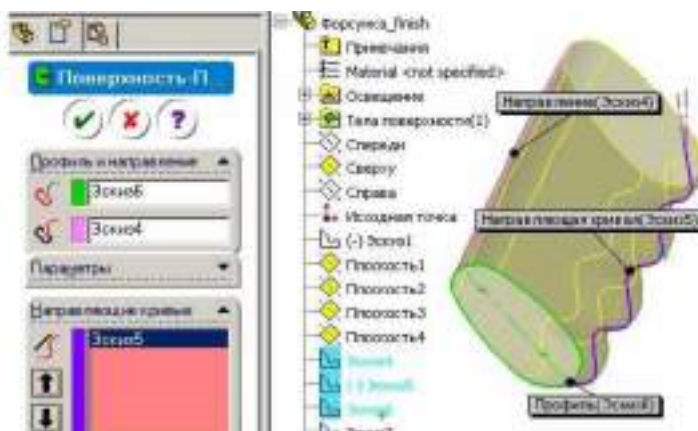 Поверхность-П...
?
Профиль и направление
Эскиз6
Эскиз4
Параметры
Направляющие кривые
Эскиз5
Форсунка_finish
Примечания
Material <not specified>
Освещение
Тела поверхности(1)
Спереди
Сверху
Справа
Исходная точка
(-) Эскиз1
Плоскость1
Плоскость2
Плоскость3
Плоскость4
Направление(Эскиз4)
Направляющая кривая(Эскиз5)
Профиль(Эскиз6)